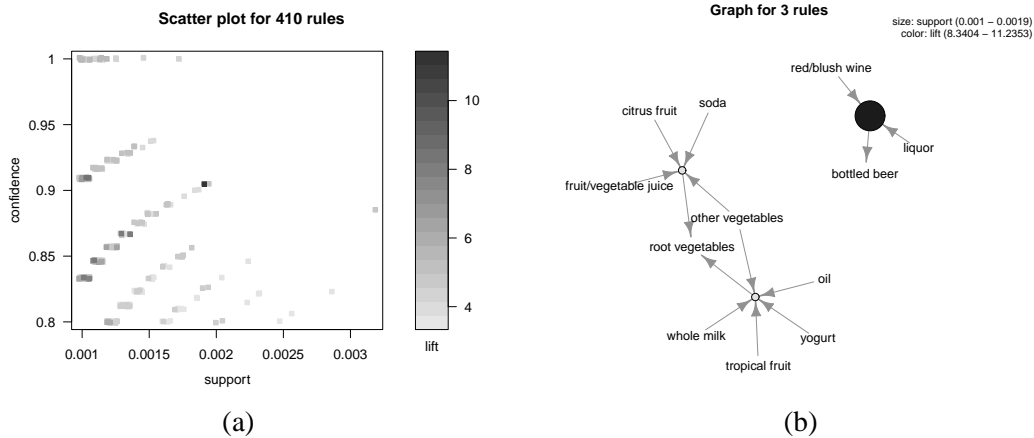 Scatter plot for 410 rules
1
0.95
0.9
0.85
0.8
confidence
0.001
0.0015
0.002
0.0025
0.003
support
10
8
6
4
lift
(a)
Graph for 3 rules
size: support (0.001 − 0.0019)
color: lift (8.3404 − 11.2353)
red/blush wine
citrus fruit
soda
liquor
bottled beer
fruit/vegetable juice
other vegetables
root vegetables
oil
whole milk
yogurt
tropical fruit
(b)